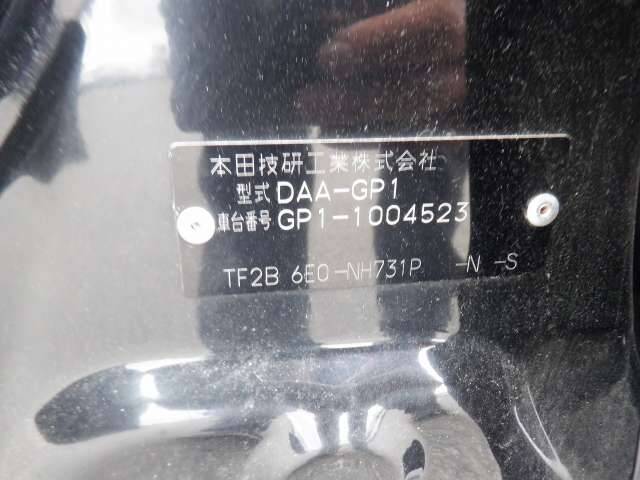 本田技研工業株式会社
型式 DAA-GP1
車台番号 GP1-1004523
TF2B 6E0-NH731P -N -S